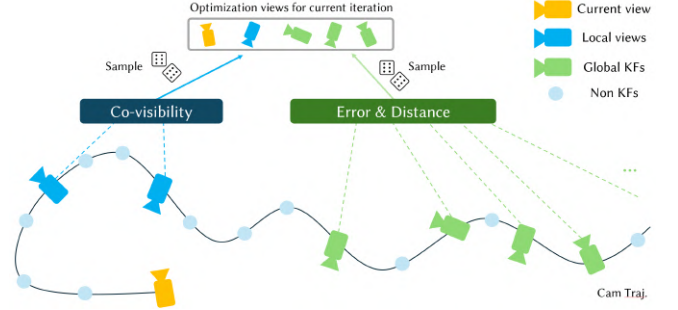 Optimization views for current iteration
Current view
Local views
Global KFs
Non KFs
Sample
Sample
Co-visibility
Error & Distance
...
Cam Traj.